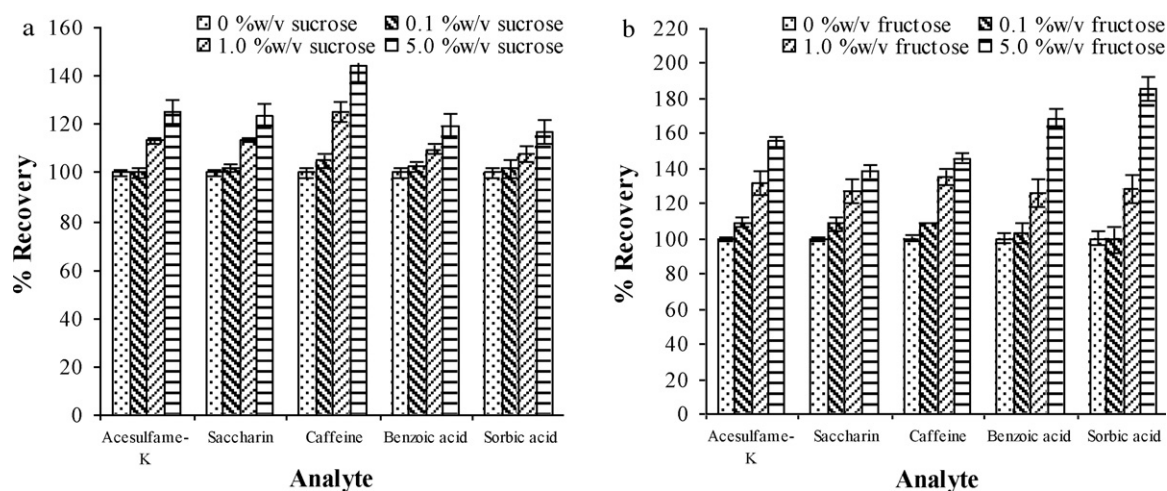 a
0 %w/v sucrose 0.1 %w/v sucrose
1.0 %w/v sucrose 5.0 %w/v sucrose
160
140
120
100
80
60
40
20
0
% Recovery
Acesulfame-
K
Saccharin
Caffeine
Benzoic acid
Sorbic acid
Analyte
b
0 %w/v fructose 0.1 %w/v fructose
1.0 %w/v fructose 5.0 %w/v fructose
220
200
180
160
140
120
100
80
60
40
20
0
% Recovery
Acesulfame-
K
Saccharin
Caffeine
Benzoic acid
Sorbic acid
Analyte